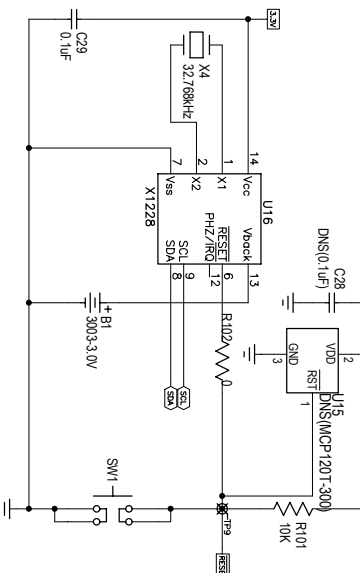 3.3V
C29
0.1uF
X4
32.768kHz
14
1
2
7
Vcc
X1
X2
Vss
U16
X1228
Vback
RESET
PHZ/IRQ
SCL
SDA
13
6
12
9
8
R102
0
+ B1
3003-3.0V
SCL
SDA
C28
DNS(0.1uF)
U15
DNS(MCP120T-300)
VDD
RST
GND
2
1
3
R101
10K
TP9
SW1